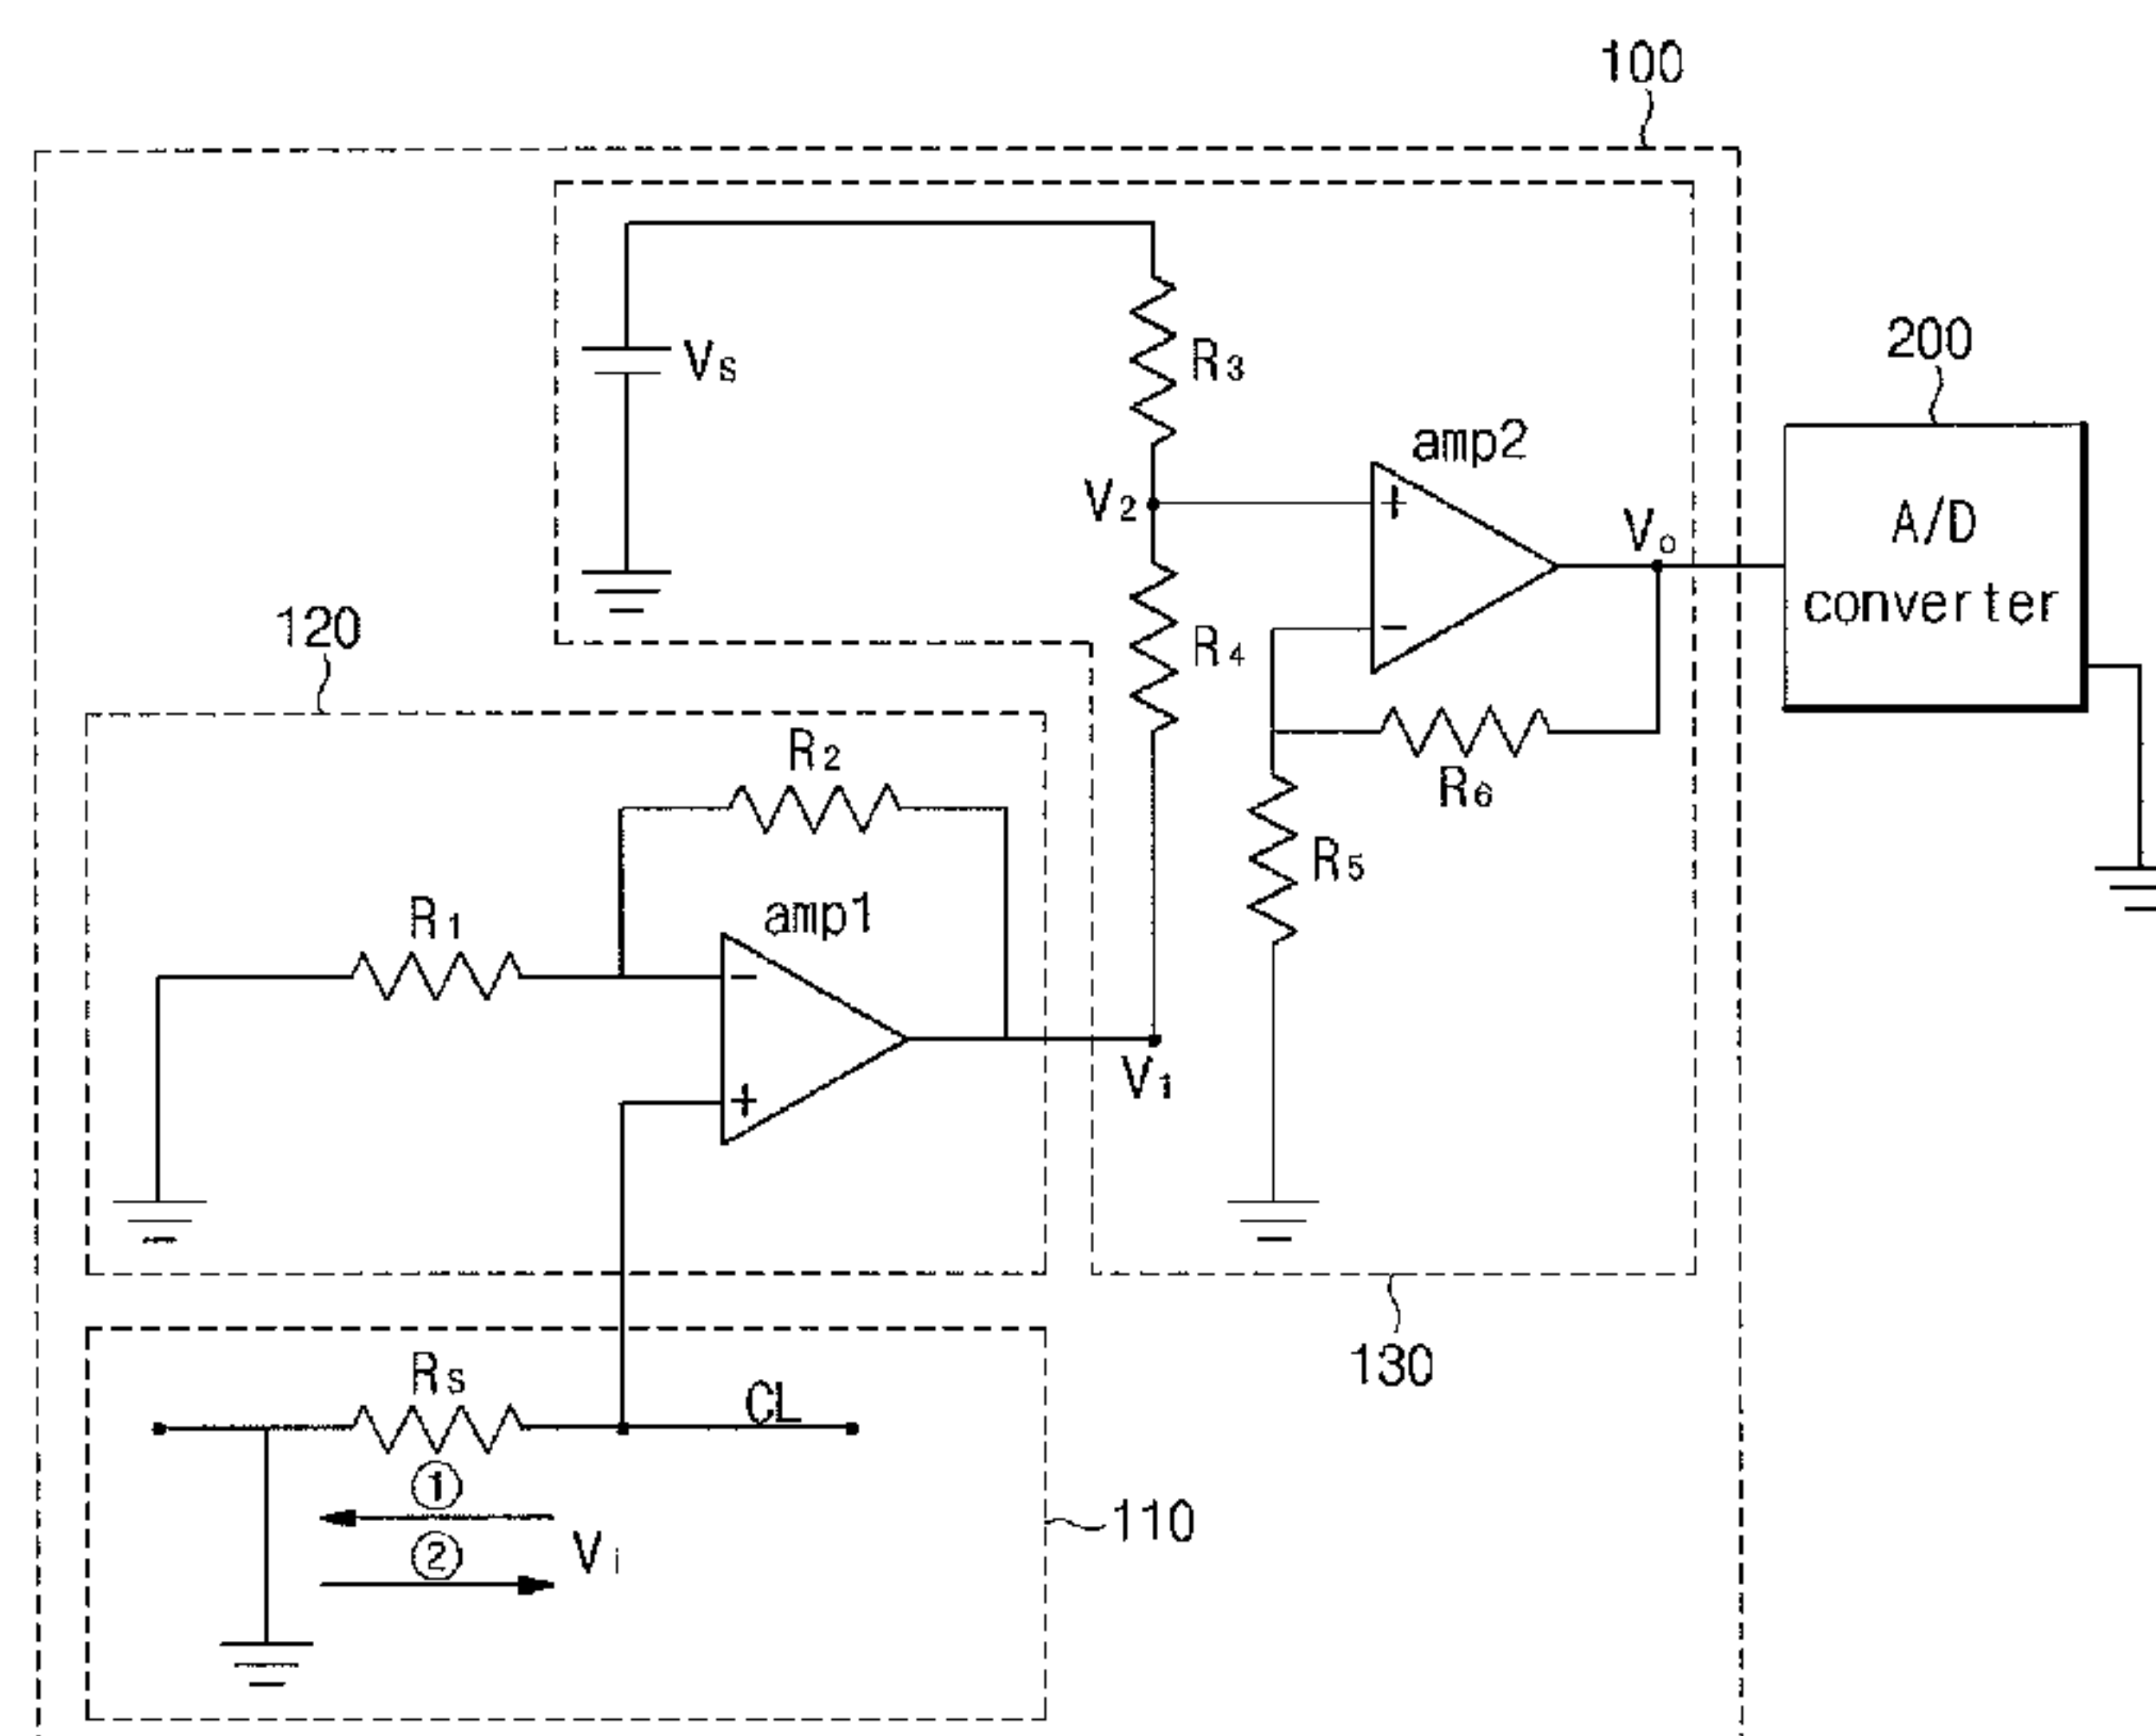 100
Vs
R3
200
amp2
V2
Vo
A/D
converter
+
−
R4
120
R2
R6
R5
R1
amp1
−
+
V1
130
Rs
CL
①
②
Vi
110